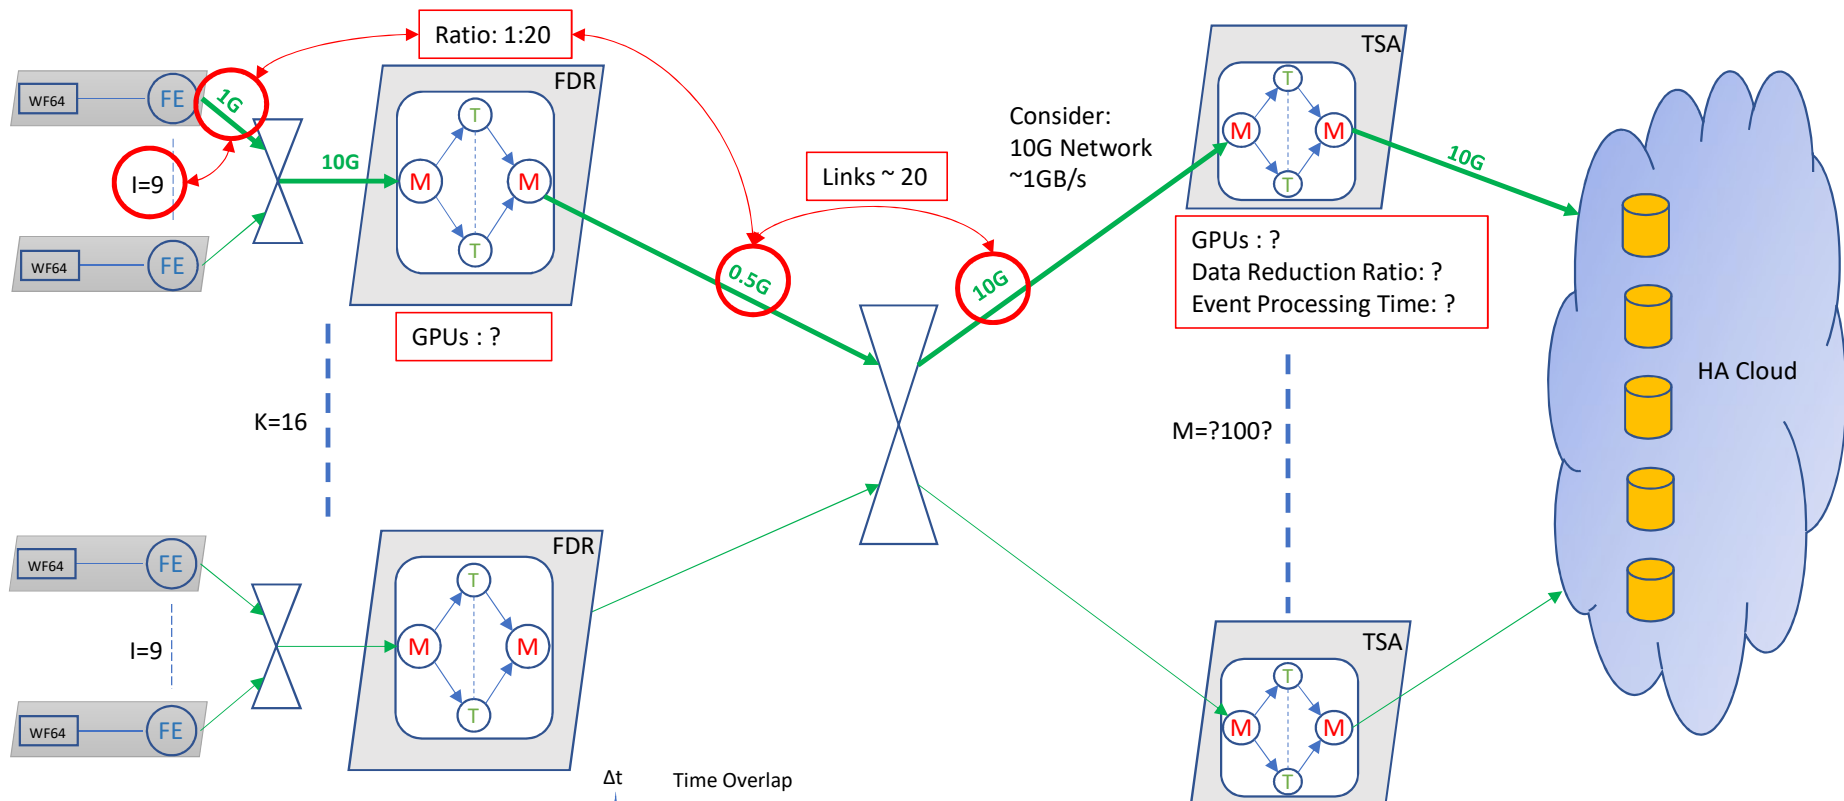 Ratio: 1:20
TSA
FDR
WF64
FE
1G
T
T
Consider:
10G Network
~1GB/s
M
M
10G
I=9
10G
M
M
Links ~ 20
T
WF64
FE
T
0.5G
10G
GPUs : ?
Data Reduction Ratio: ?
Event Processing Time: ?
GPUs : ?
HA Cloud
K=16
M=?100?
WF64
FE
FDR
T
I=9
M
M
TSA
T
WF64
FE
T
M
M
T
Δt
Time Overlap